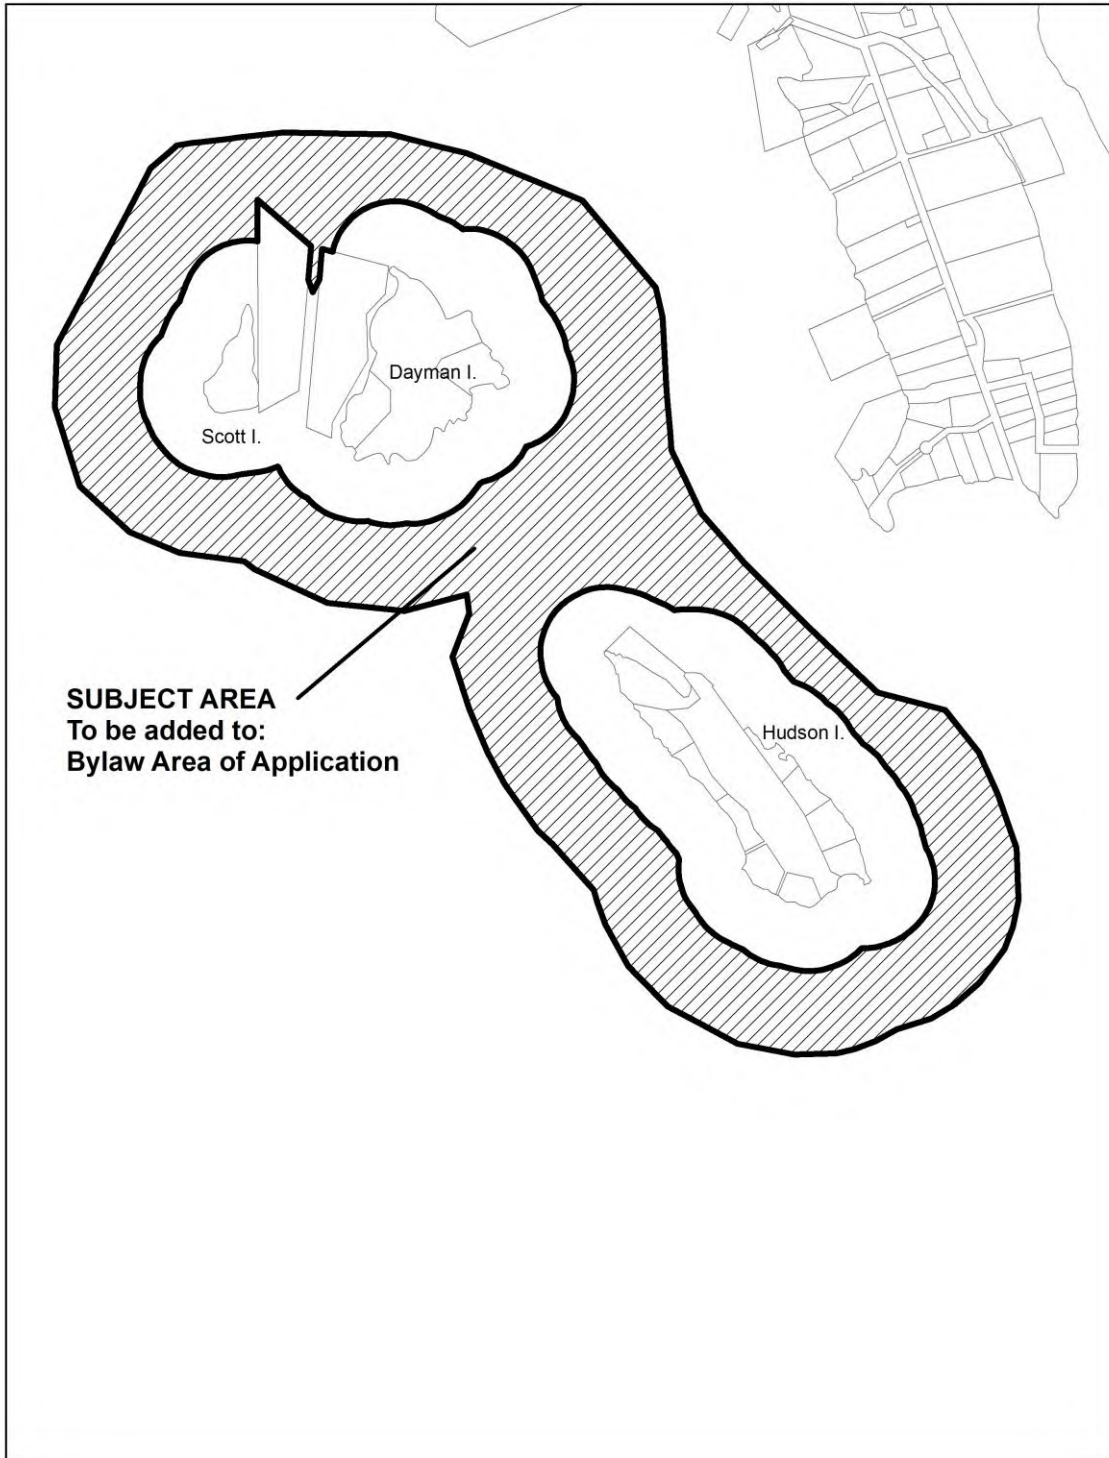 Dayman I.
Scott I.
SUBJECT AREA
To be added to:
Bylaw Area of Application
Hudson I.